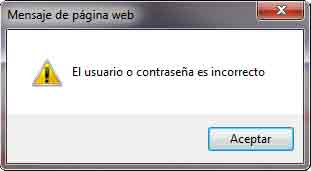 Mensaje de página web
El usuario o contraseña es incorrecto
Aceptar